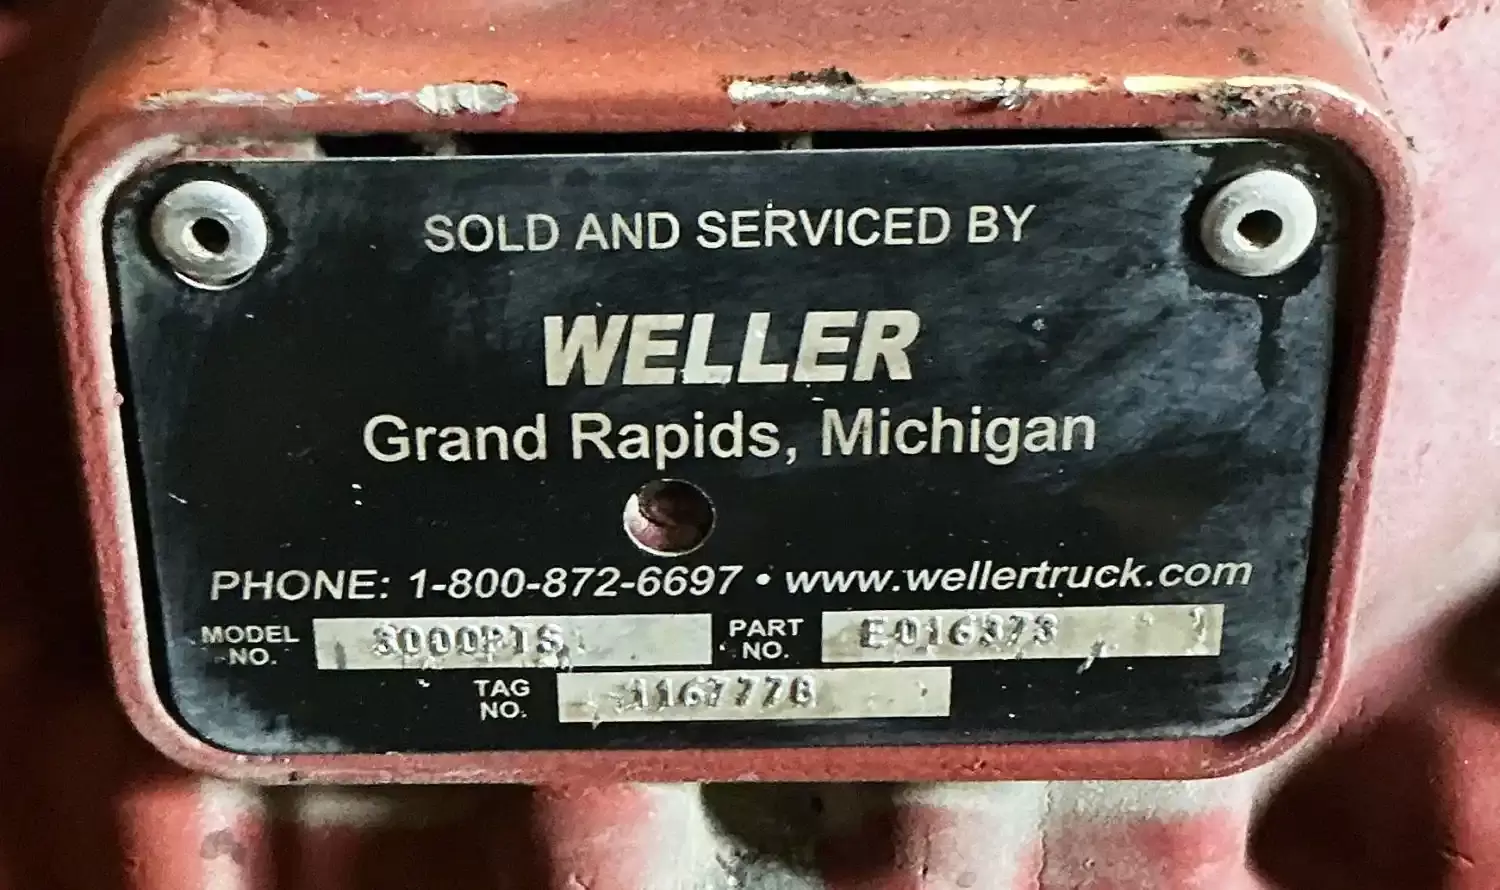 SOLD AND SERVICED BY
WELLER
Grand Rapids, Michigan
PHONE: 1-800-872-6697 • www.wellertruck.com
MODEL NO. PART NO. E016373
TAG NO.